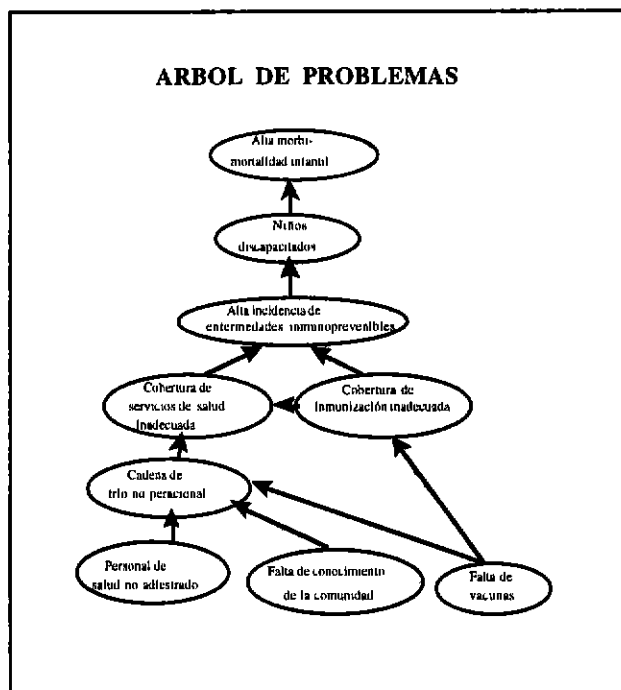 ARBOL DE PROBLEMAS
Alta morbi-
mortalidad infantil
Niños
discapacitados
Alta incidencia de
enfermedades inmunoprevenibles
Cobertura de
servicios de salud
inadecuada
Cobertura de
inmunización inadecuada
Cadena de
frío no peracional
Personal de
salud no adiestrado
Falta de conocimiento
de la comunidad
Falta de
vacunas